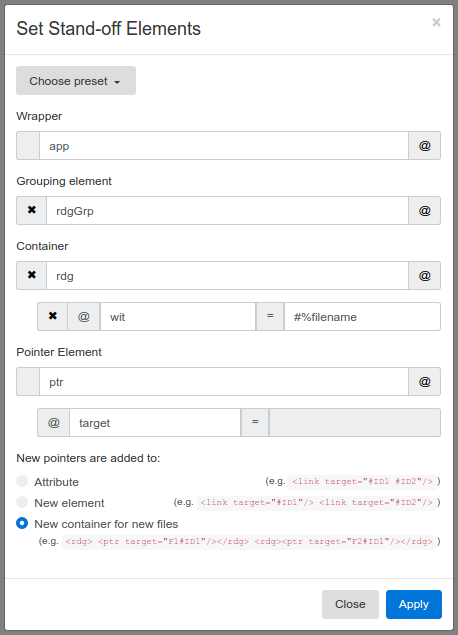 Set Stand-off Elements ×
Choose preset
Wrapper
app @
Grouping element
✖ rdgGrp @
Container
✖ rdg @
✖ @ wit = #%filename
Pointer Element
ptr @
@ target =
New pointers are added to:
Attribute (e.g. <link target="#ID1 #ID2"/> )
New element (e.g. <link target="#ID1"/> <link target="#ID2"/> )
New container for new files
(e.g. <rdg> <ptr target="F1#ID1"/></rdg> <rdg><ptr target="F2#ID1"/></rdg> )
Close Apply